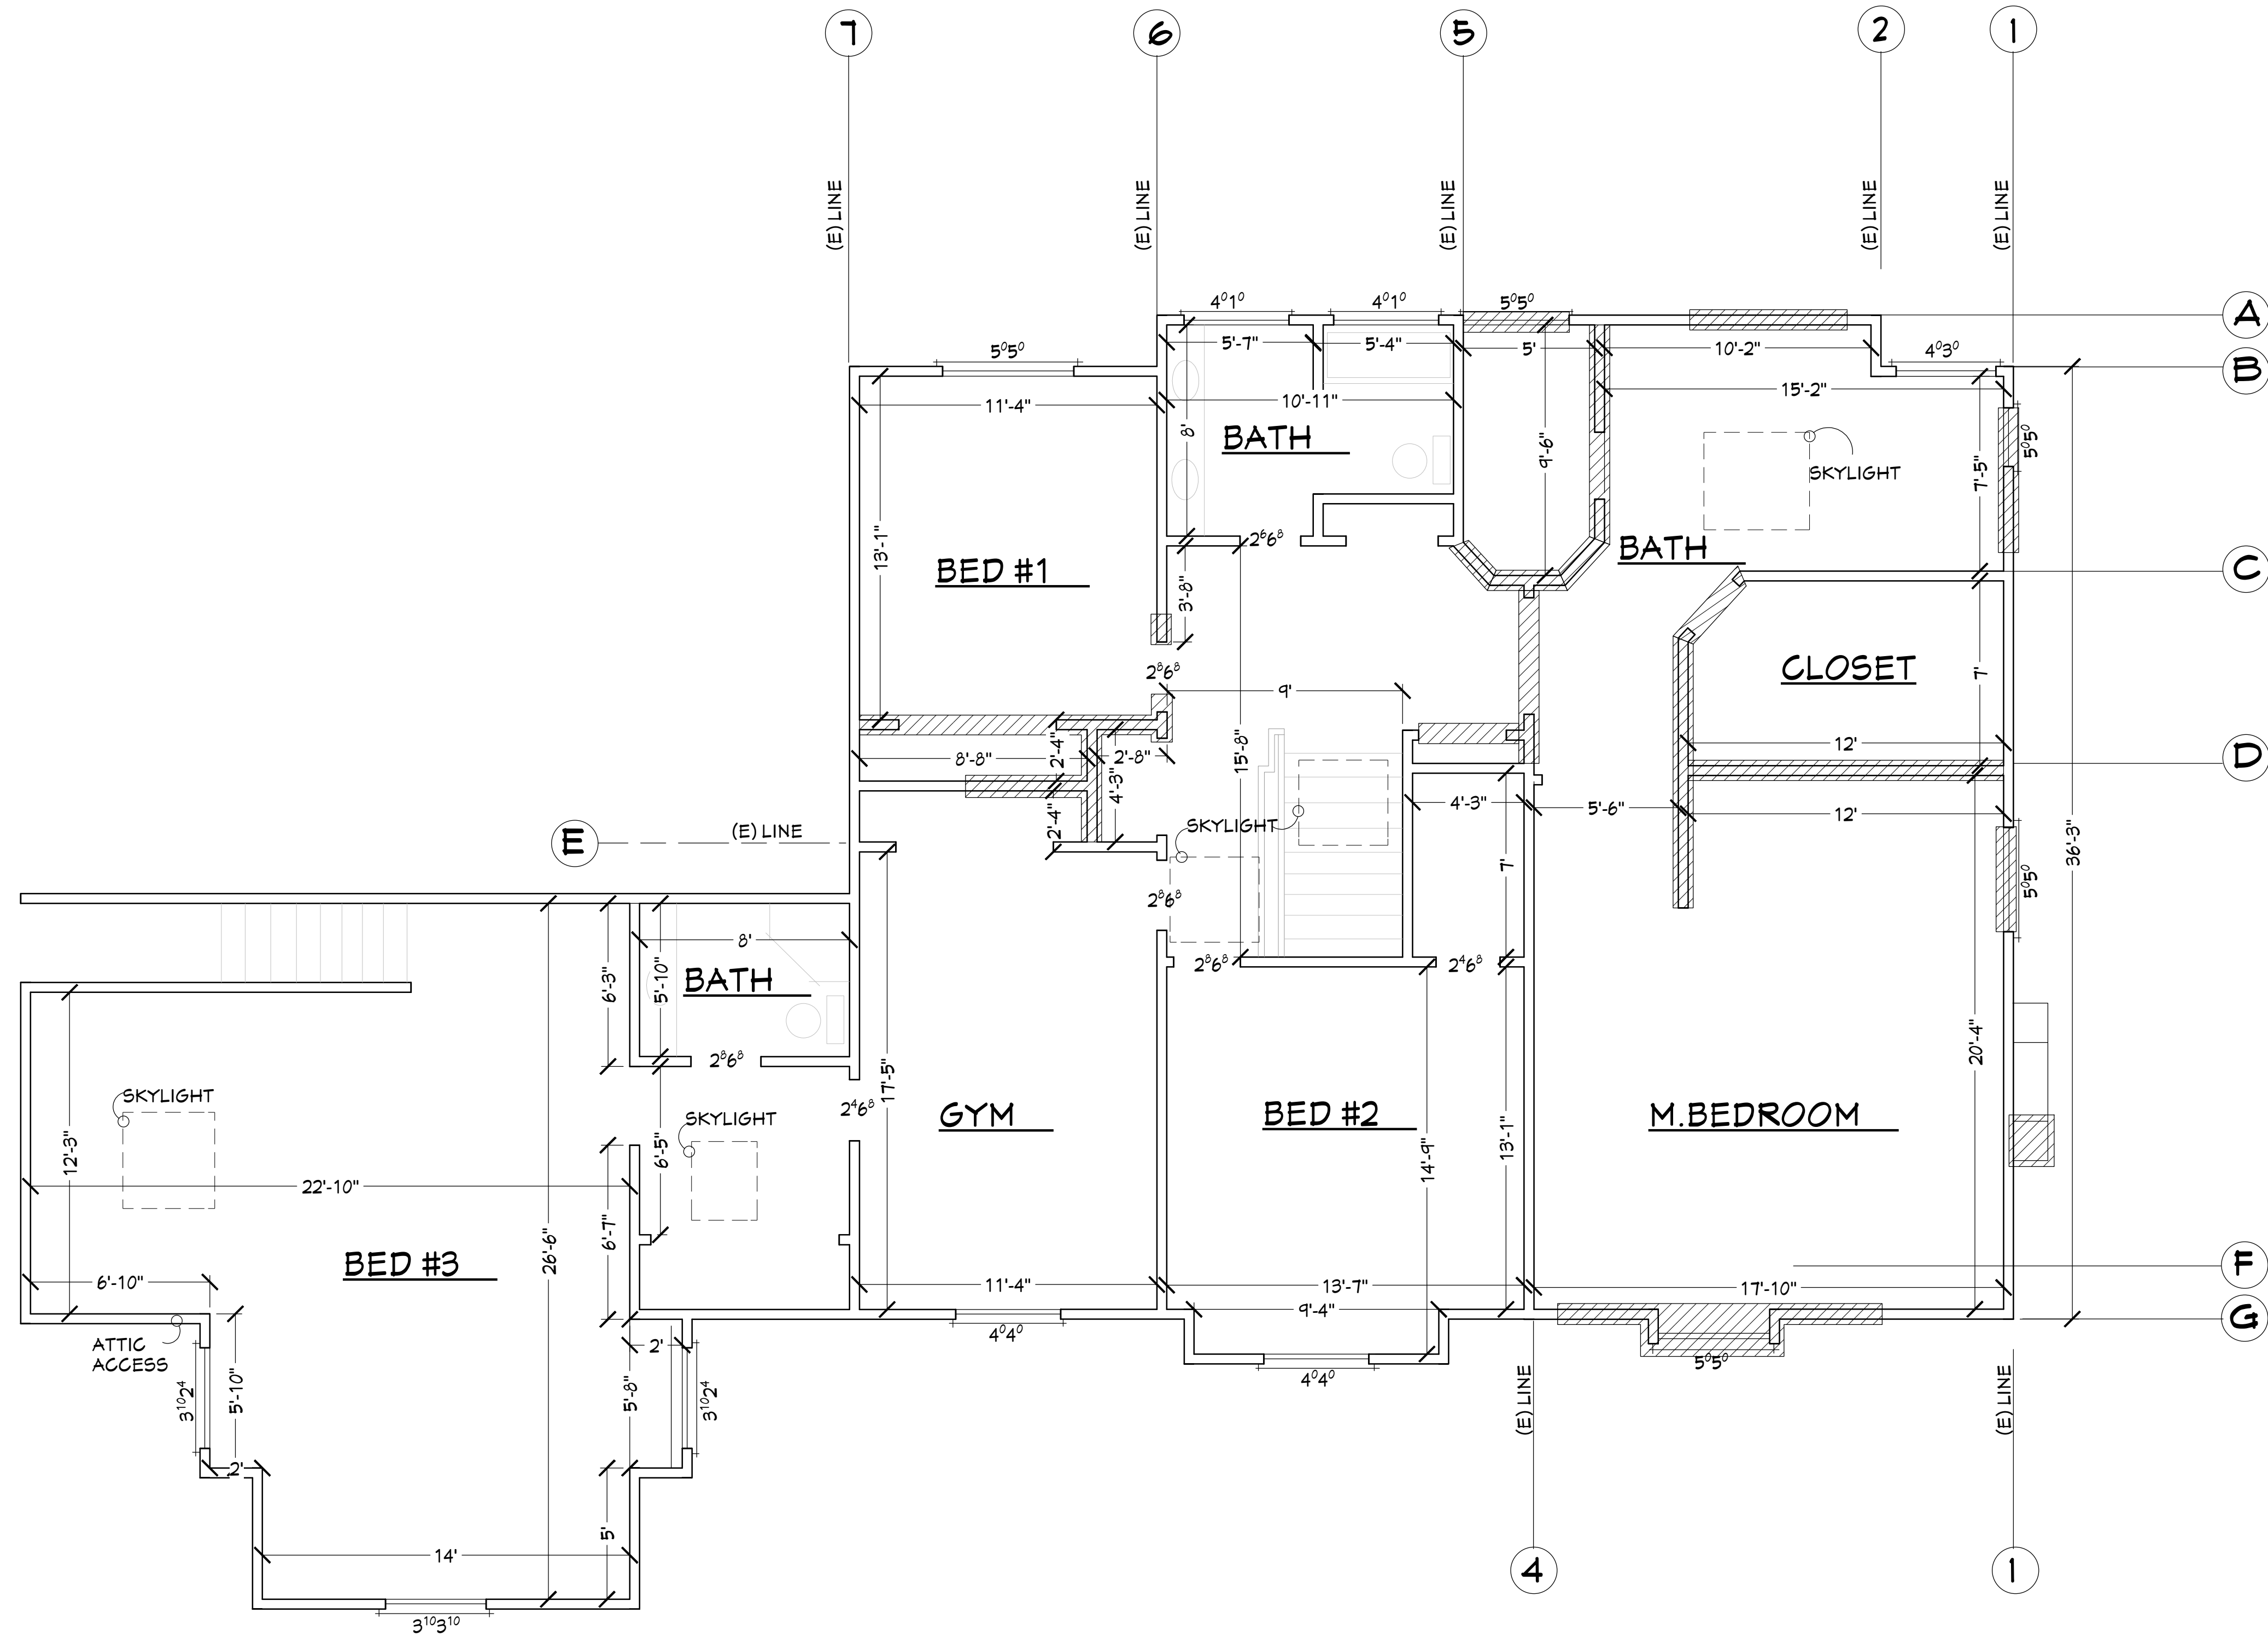 7
6
5
2
1
(E) LINE
(E) LINE
(E) LINE
(E) LINE
(E) LINE
A
B
C
D
E
(E) LINE
F
G
4⁰1⁰
4⁰1⁰
5⁰5⁰
5'-7"
5'-4"
5'
10'-2"
4⁰3⁰
5⁰5⁰
11'-4"
10'-11"
15'-2"
8'
BATH
9'-6"
SKYLIGHT
7'-5"
5⁰5⁰
13'-1"
BED #1
2⁶6⁸
BATH
3'-8"
2⁸6⁸
9'
CLOSET
7'
8'-8"
2'-4"
2'-8"
15'-8"
12'
4'-3"
2'-4"
SKYLIGHT
4'-3"
5'-6"
12'
36'-3"
7'
5⁰5⁰
2⁸6⁸
2⁸6⁸
2⁴6⁸
8'
6'-3"
5'-10"
BATH
2⁸6⁸
20'-4"
SKYLIGHT
SKYLIGHT
2⁴6⁸
17'-5"
GYM
BED #2
14'-9"
13'-1"
M.BEDROOM
12'-3"
22'-10"
6'-5"
6'-7"
26'-6"
BED #3
6'-10"
11'-4"
13'-7"
17'-10"
9'-4"
4⁰4⁰
4⁰4⁰
5⁰5⁰
ATTIC
ACCESS
2'
3¹⁰2⁴
5'-10"
5'-8"
3¹⁰2⁴
(E) LINE
(E) LINE
2'
5'
14'
3¹⁰3¹⁰
4
1